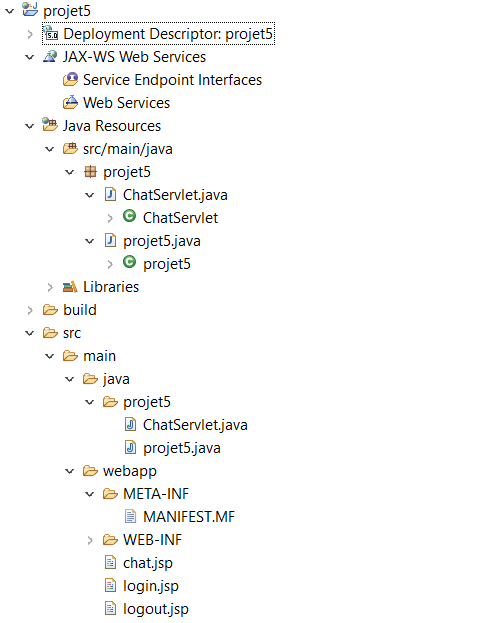 projet5
Deployment Descriptor: projet5
JAX-WS Web Services
Service Endpoint Interfaces
Web Services
Java Resources
src/main/java
projet5
ChatServlet.java
ChatServlet
projet5.java
projet5
Libraries
build
src
main
java
projet5
ChatServlet.java
projet5.java
webapp
META-INF
MANIFEST.MF
WEB-INF
chat.jsp
login.jsp
logout.jsp